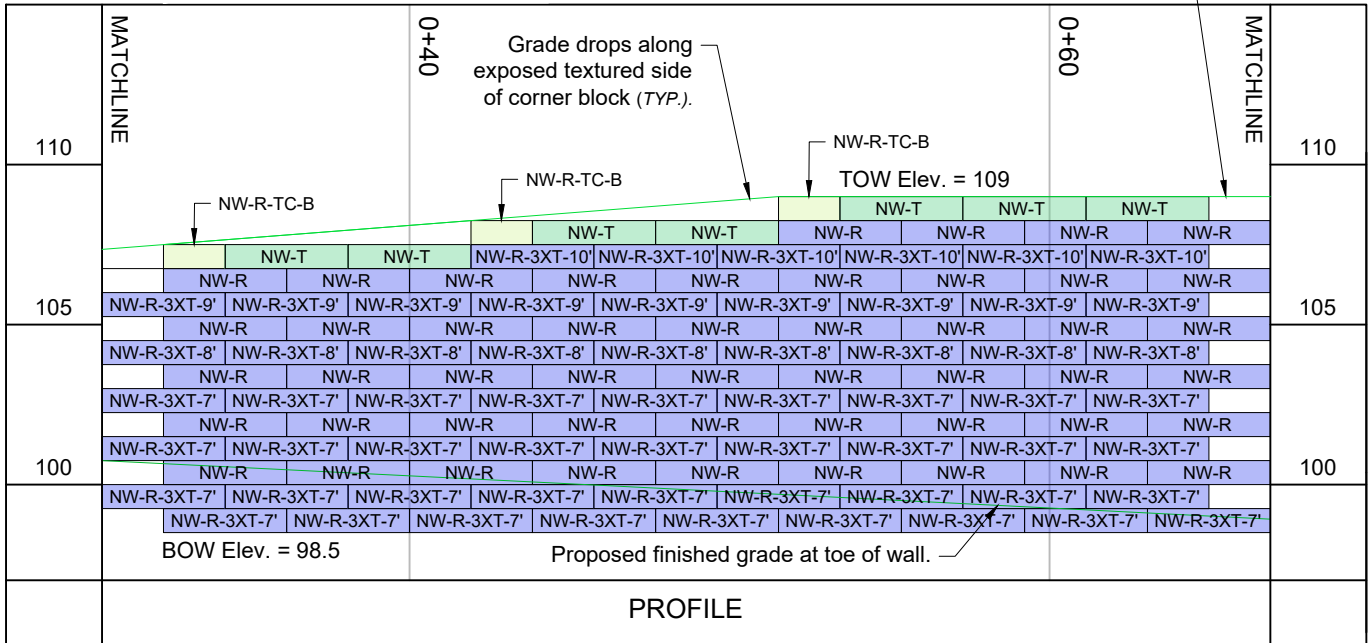 MATCHLINE
0+40
0+60
MATCHLINE
Grade drops along
exposed textured side
of corner block (TYP.).
110
110
NW-R-TC-B
NW-R-TC-B
NW-R-TC-B
TOW Elev. = 109
NW-T NW-T NW-T
NW-T NW-T NW-R NW-R NW-R NW-R
NW-T NW-T NW-R-3XT-10' NW-R-3XT-10' NW-R-3XT-10' NW-R-3XT-10' NW-R-3XT-10' NW-R-3XT-10'
NW-R NW-R NW-R NW-R NW-R NW-R NW-R NW-R NW-R
105
NW-R-3XT-9' NW-R-3XT-9' NW-R-3XT-9' NW-R-3XT-9' NW-R-3XT-9' NW-R-3XT-9' NW-R-3XT-9' NW-R-3XT-9' NW-R-3XT-9'
105
NW-R NW-R NW-R NW-R NW-R NW-R NW-R NW-R NW-R
NW-R-3XT-8' NW-R-3XT-8' NW-R-3XT-8' NW-R-3XT-8' NW-R-3XT-8' NW-R-3XT-8' NW-R-3XT-8' NW-R-3XT-8' NW-R-3XT-8'
NW-R NW-R NW-R NW-R NW-R NW-R NW-R NW-R NW-R
NW-R-3XT-7' NW-R-3XT-7' NW-R-3XT-7' NW-R-3XT-7' NW-R-3XT-7' NW-R-3XT-7' NW-R-3XT-7' NW-R-3XT-7' NW-R-3XT-7'
NW-R NW-R NW-R NW-R NW-R NW-R NW-R NW-R NW-R
NW-R-3XT-7' NW-R-3XT-7' NW-R-3XT-7' NW-R-3XT-7' NW-R-3XT-7' NW-R-3XT-7' NW-R-3XT-7' NW-R-3XT-7' NW-R-3XT-7'
100
NW-R NW-R NW-R NW-R NW-R NW-R NW-R NW-R NW-R
100
NW-R-3XT-7' NW-R-3XT-7' NW-R-3XT-7' NW-R-3XT-7' NW-R-3XT-7' NW-R-3XT-7' NW-R-3XT-7' NW-R-3XT-7' NW-R-3XT-7'
NW-R-3XT-7' NW-R-3XT-7' NW-R-3XT-7' NW-R-3XT-7' NW-R-3XT-7' NW-R-3XT-7' NW-R-3XT-7' NW-R-3XT-7' NW-R-3XT-7'
BOW Elev. = 98.5
Proposed finished grade at toe of wall.
PROFILE